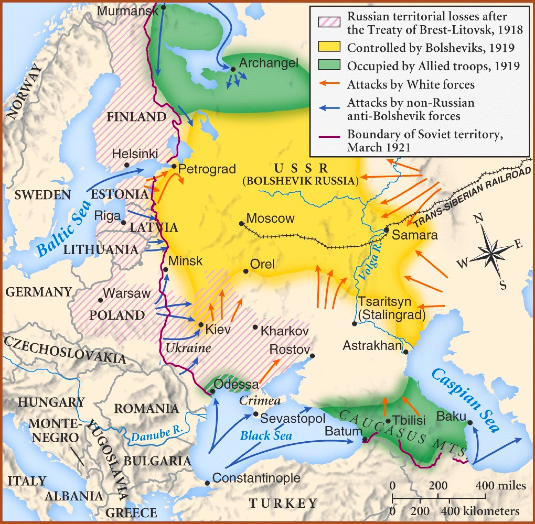 Murmansk
Russian territorial losses after
the Treaty of Brest-Litovsk, 1918
Controlled by Bolsheviks, 1919
Occupied by Allied troops, 1919
Attacks by White forces
Attacks by non-Russian
anti-Bolshevik forces
Boundary of Soviet territory,
March 1921
NORWAY
Archangel
FINLAND
Helsinki
Petrograd
USSR
(BOLSHEVIK RUSSIA)
SWEDEN
ESTONIA
Baltic Sea
Riga
LATVIA
Moscow
TRANS-SIBERIAN RAILROAD
N
W
E
S
Samara
LITHUANIA
Volga R.
Minsk
Orel
GERMANY
Warsaw
POLAND
Tsaritsyn
(Stalingrad)
Kiev
Kharkov
Ukraine
Rostov
Astrakhan
CZECHOSLOVAKIA
Odessa
Crimea
HUNGARY
ROMANIA
Sevastopol
Caspian Sea
MONTE-
NEGRO
YUGOSLAVIA
Danube R.
Black Sea
CAUCASUS MTS.
Tbilisi
Baku
Batum
BULGARIA
ITALY
ALBANIA
GREECE
Constantinople
TURKEY
0 200 400 miles
0 200 400 kilometers